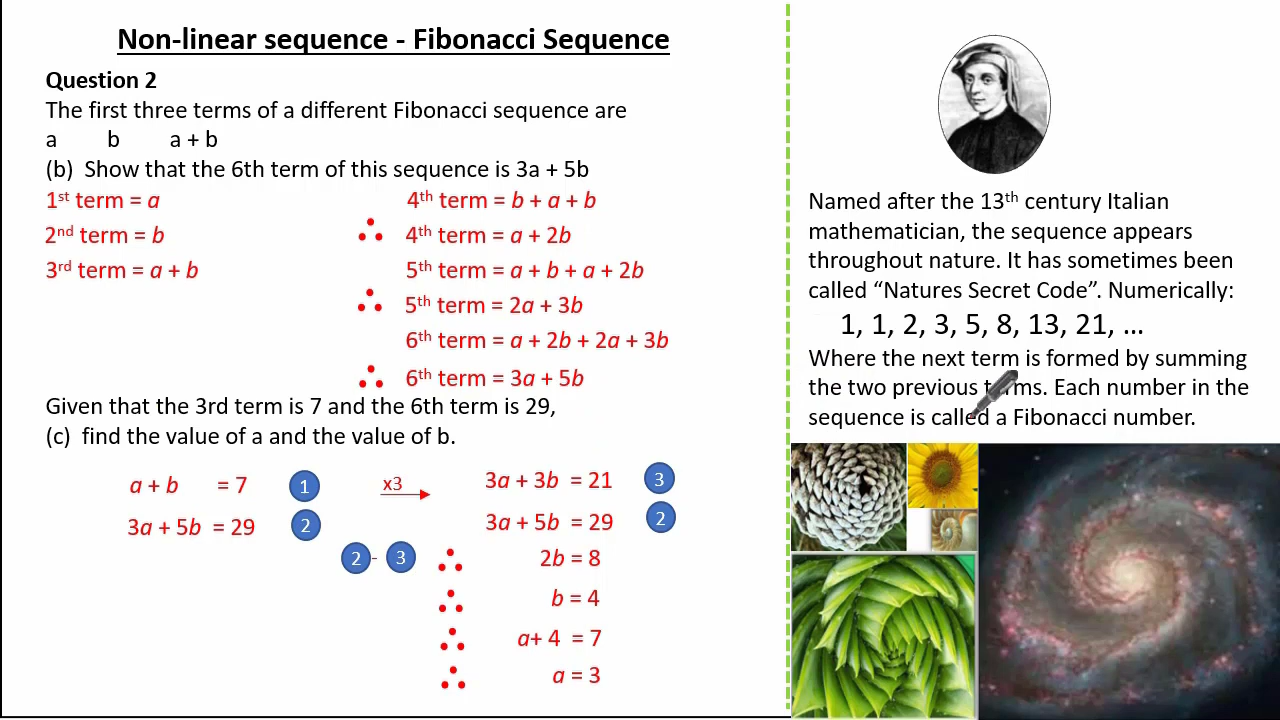 Non-linear sequence - Fibonacci Sequence
Question 2
The first three terms of a different Fibonacci sequence are
a b a + b
(b) Show that the 6th term of this sequence is 3a + 5b
1st term = a
2nd term = b
3rd term = a + b
4th term = b + a + b
∴ 4th term = a + 2b
5th term = a + b + a + 2b
∴ 5th term = 2a + 3b
6th term = a + 2b + 2a + 3b
∴ 6th term = 3a + 5b
Given that the 3rd term is 7 and the 6th term is 29,
(c) find the value of a and the value of b.
a + b = 7 1
3a + 5b = 29 2
x3
3a + 3b = 21 3
3a + 5b = 29 2
2 - 3 ∴ 2b = 8
∴ b = 4
∴ a+ 4 = 7
∴ a = 3
Named after the 13th century Italian
mathematician, the sequence appears
throughout nature. It has sometimes been
called “Natures Secret Code”. Numerically:
1, 1, 2, 3, 5, 8, 13, 21, ...
Where the next term is formed by summing
the two previous terms. Each number in the
sequence is called a Fibonacci number.